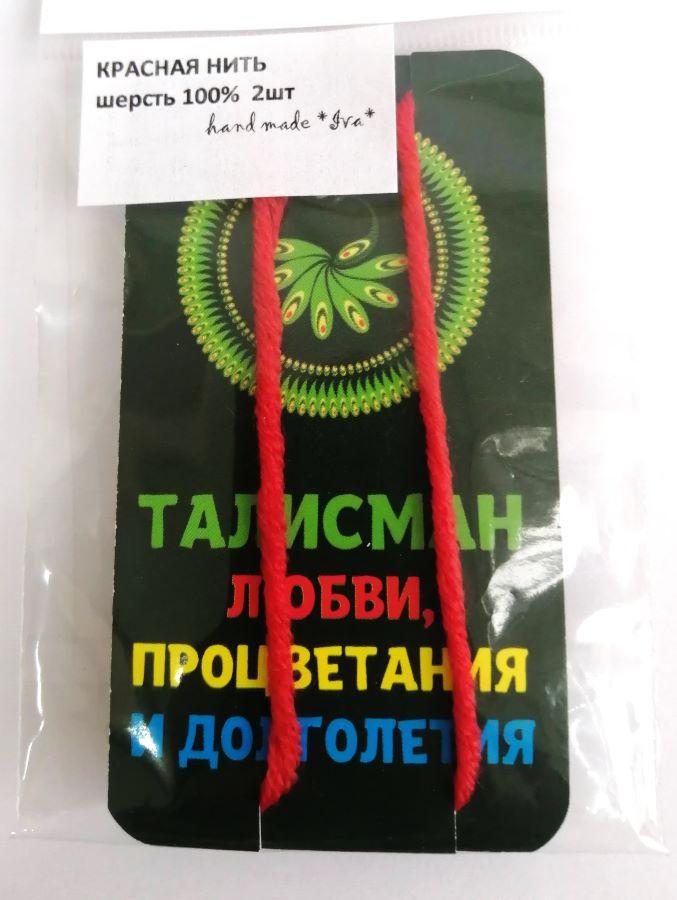 КРАСНАЯ НИТЬ
шерсть 100% 2шт
hand made *Iva*
ТАЛИСМАН
ЛЮБВИ,
ПРОЦВЕТАНИЯ
И ДОЛГОЛЕТИЯ